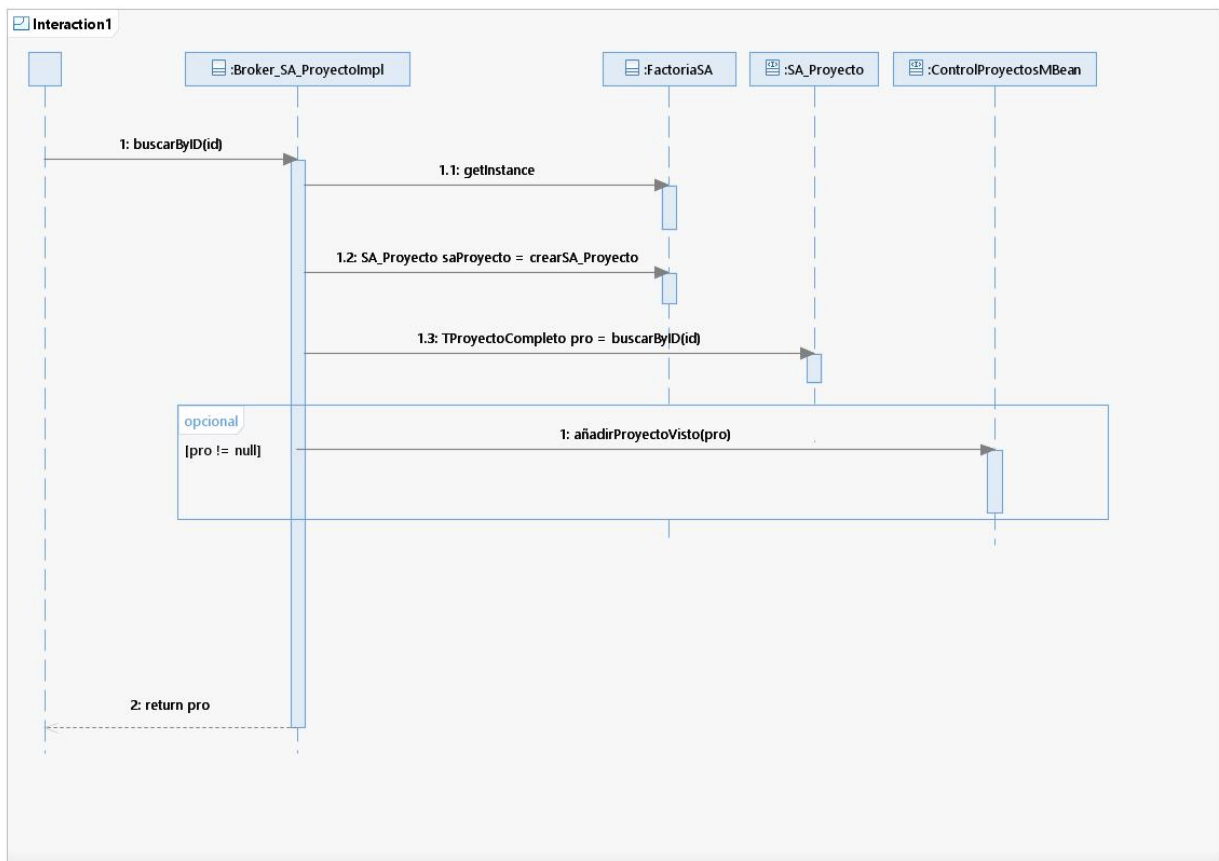 Interaction1
:Broker_SA_ProyectoImpl
:FactoriaSA
:SA_Proyecto
:ControlProyectosMBean
1: buscarByID(id)
1.1: getInstance
1.2: SA_Proyecto saProyecto = crearSA_Proyecto
1.3: TProyectoCompleto pro = buscarByID(id)
opcional
1: añadirProyectoVisto(pro)
[pro != null]
2: return pro